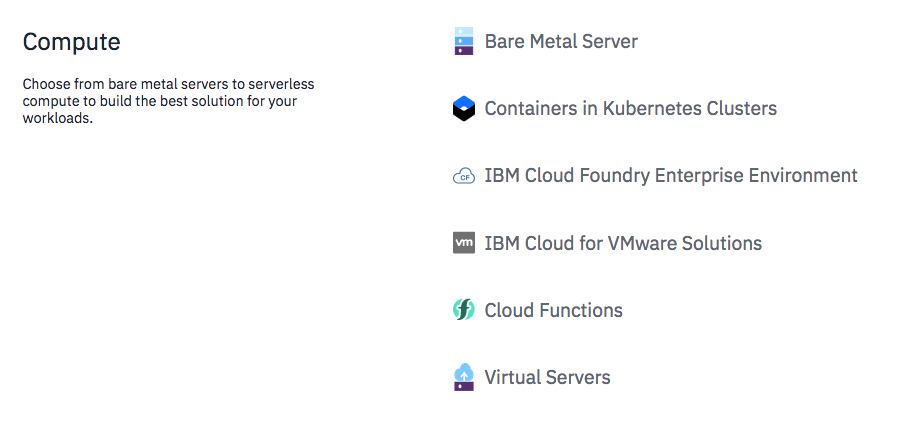 Compute
Choose from bare metal servers to serverless
compute to build the best solution for your
workloads.
Bare Metal Server
Containers in Kubernetes Clusters
CF
IBM Cloud Foundry Enterprise Environment
vm
IBM Cloud for VMware Solutions
f
Cloud Functions
Virtual Servers